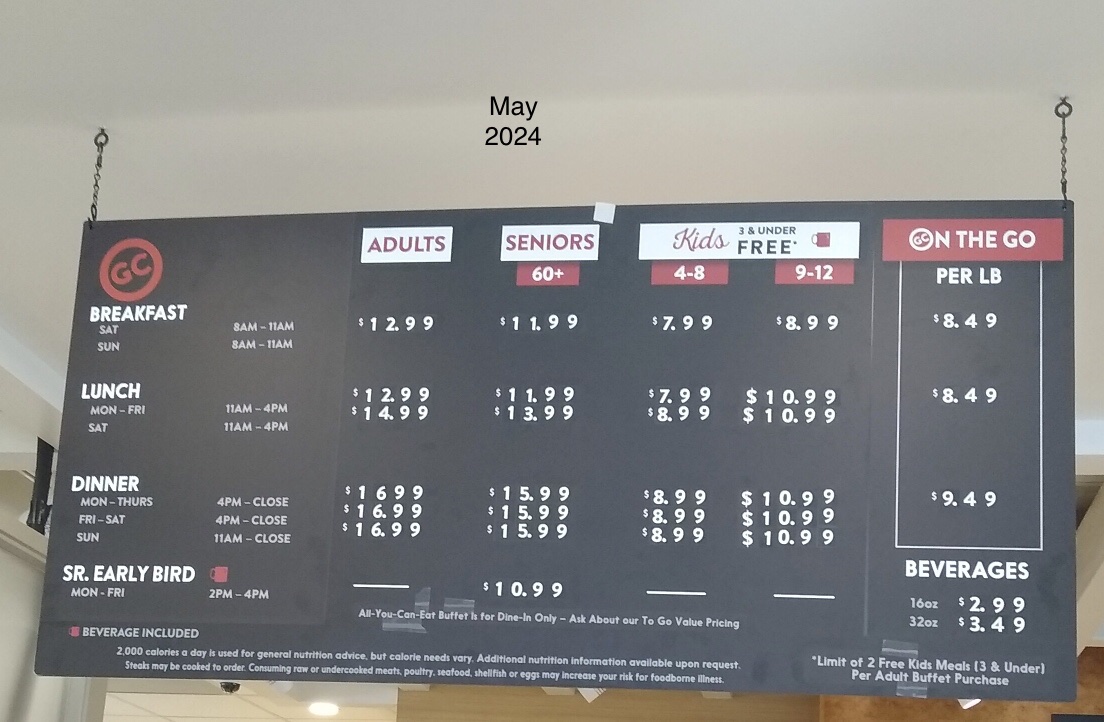 May
2024
GC
ADULTS SENIORS Kids 3 & UNDER FREE* GC N THE GO
60+ 4-8 9-12 PER LB
BREAKFAST
SAT 8AM – 11AM $12.99 $11.99 $7.99 $8.99 $8.49
SUN 8AM – 11AM
LUNCH
MON – FRI 11AM – 4PM $12.99 $11.99 $7.99 $10.99 $8.49
SAT 11AM – 4PM $14.99 $13.99 $8.99 $10.99
DINNER
MON – THURS 4PM – CLOSE $1699 $15.99 $8.99 $10.99 $9.49
FRI – SAT 4PM – CLOSE $16.99 $15.99 $8.99 $10.99
SUN 11AM – CLOSE $16.99 $15.99 $8.99 $10.99
SR. EARLY BIRD
MON - FRI 2PM – 4PM $10.99
BEVERAGES
16oz $2.99
32oz $3.49
All-You-Can-Eat Buffet Is for Dine-In Only – Ask About our To Go Value Pricing
BEVERAGE INCLUDED
2,000 calories a day is used for general nutrition advice, but calorie needs vary. Additional nutrition information available upon request.
Steaks may be cooked to order. Consuming raw or undercooked meats, poultry, seafood, shellfish or eggs may increase your risk for foodborne illness.
*Limit of 2 Free Kids Meals (3 & Under)
Per Adult Buffet Purchase